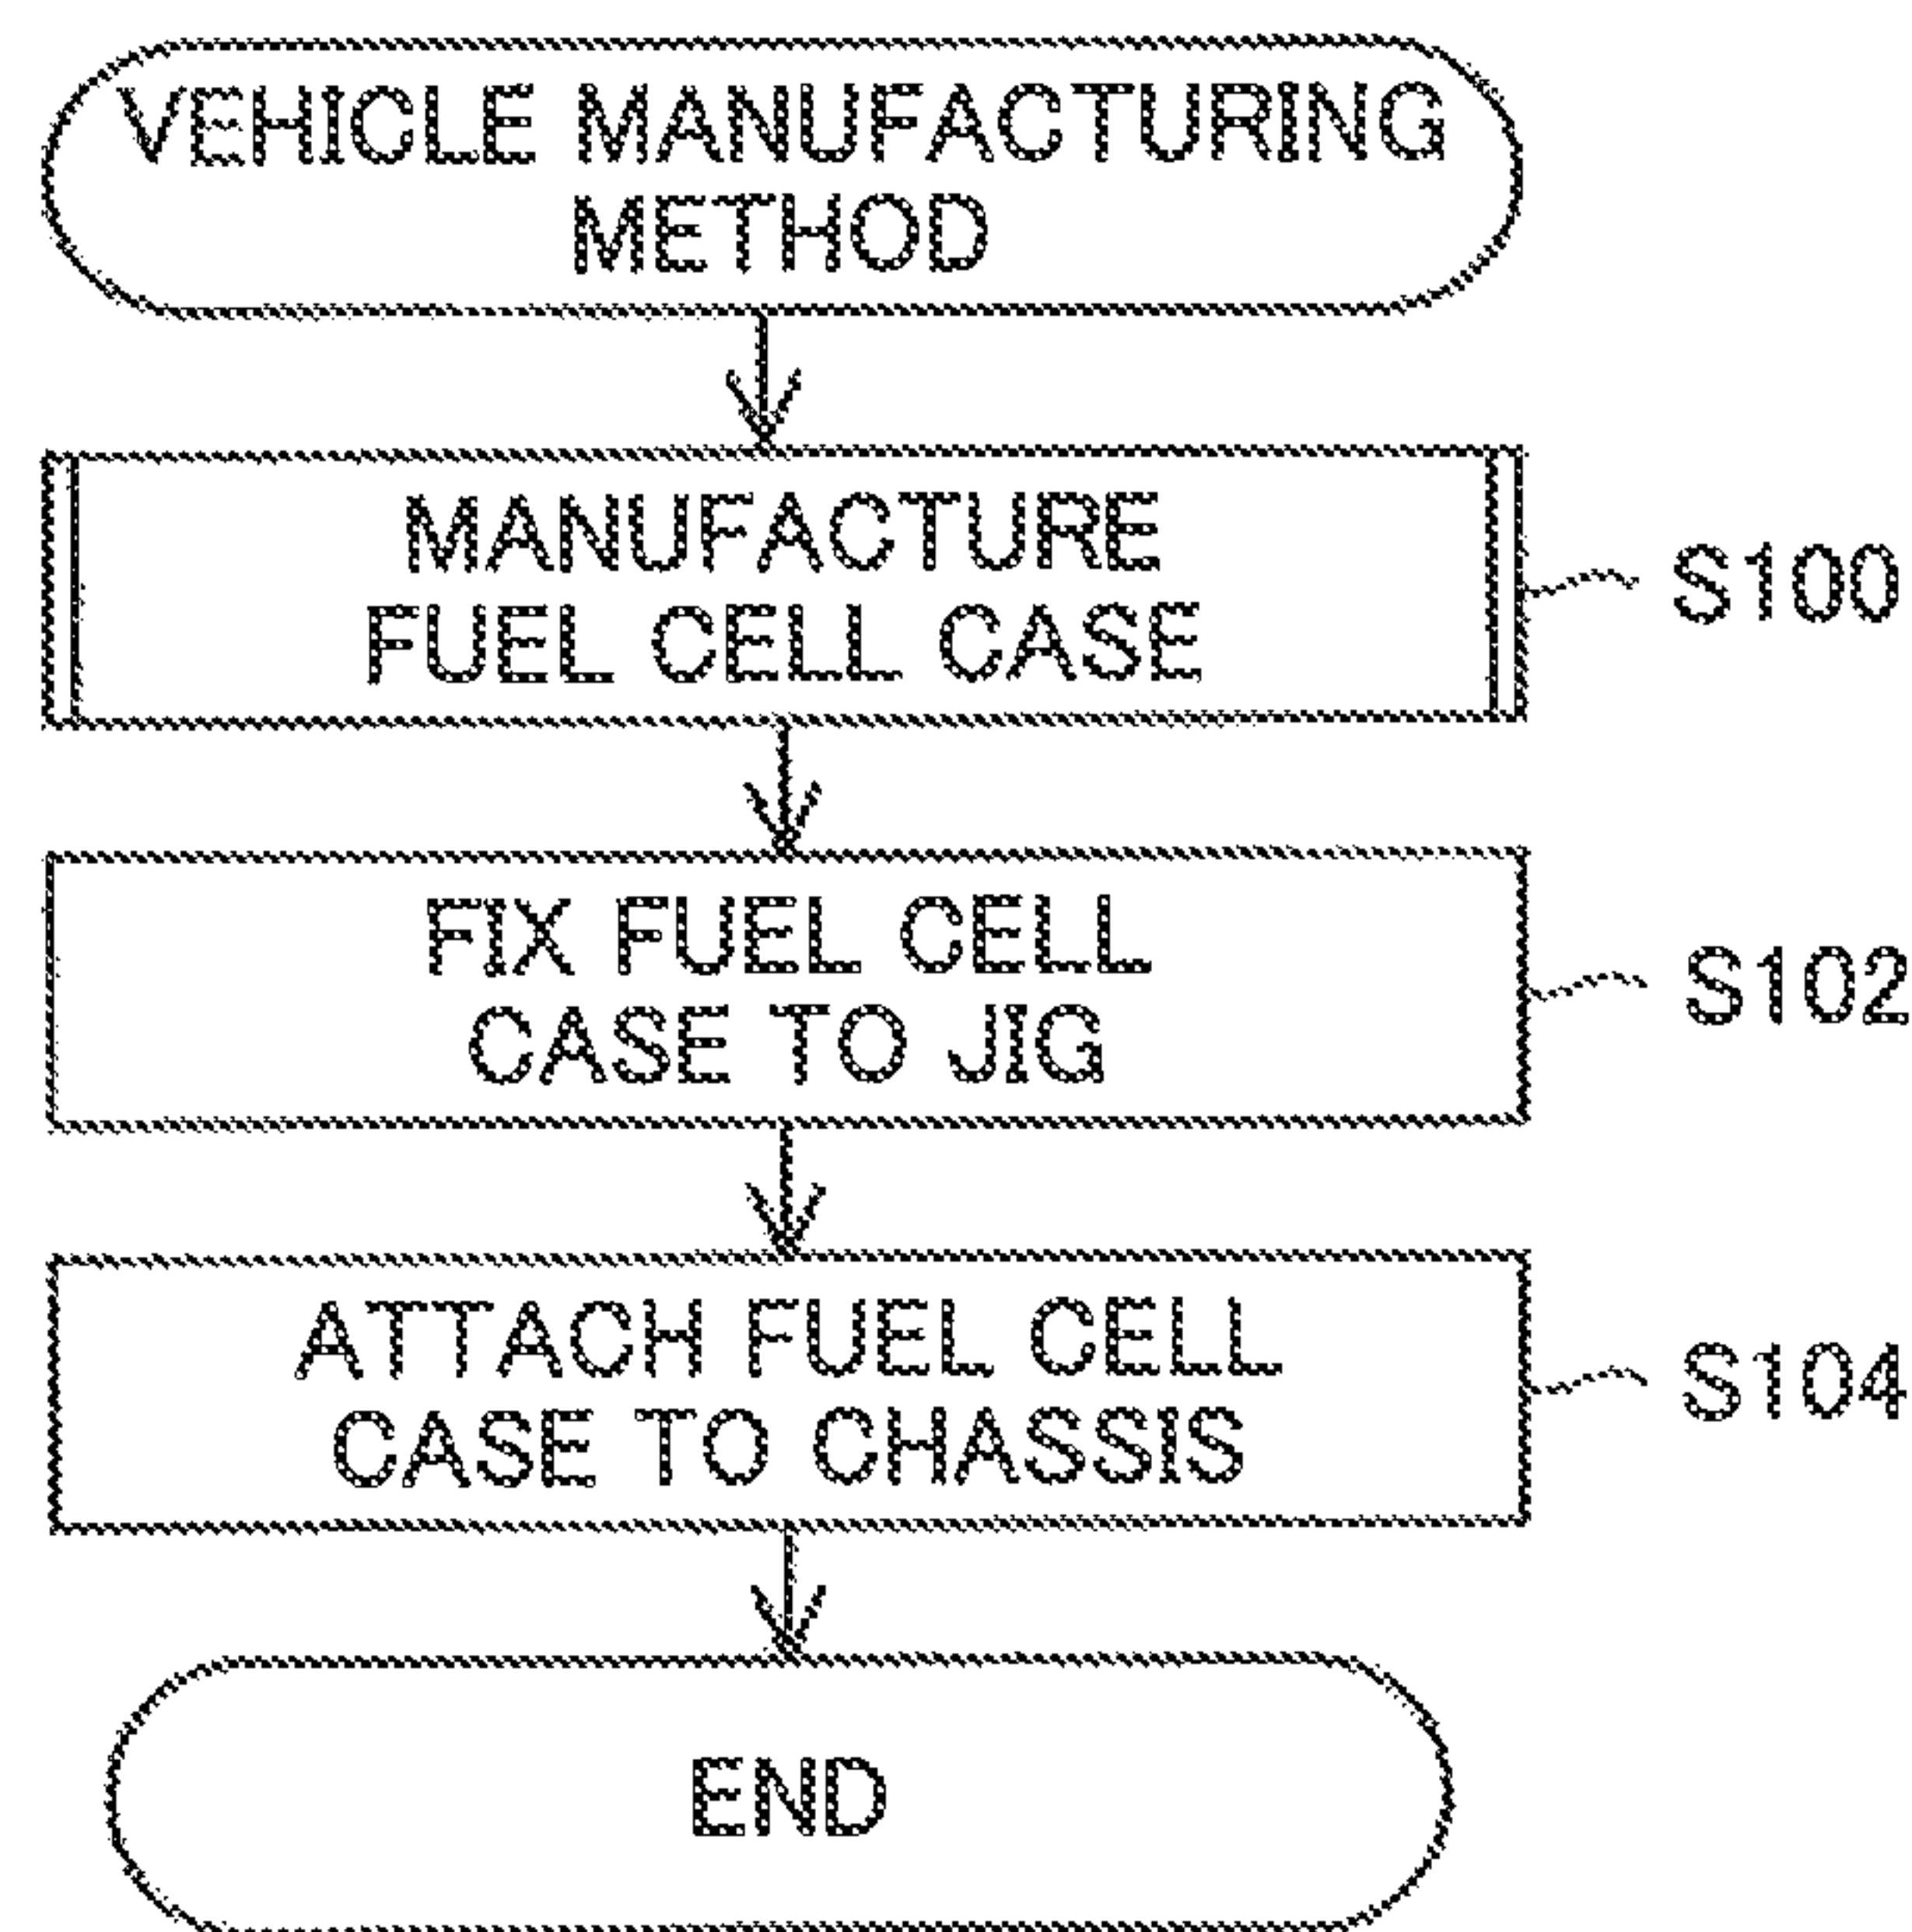 VEHICLE MANUFACTURING
METHOD
MANUFACTURE
FUEL CELL CASE
S100
FIX FUEL CELL
CASE TO JIG
S102
ATTACH FUEL CELL
CASE TO CHASSIS
S104
END